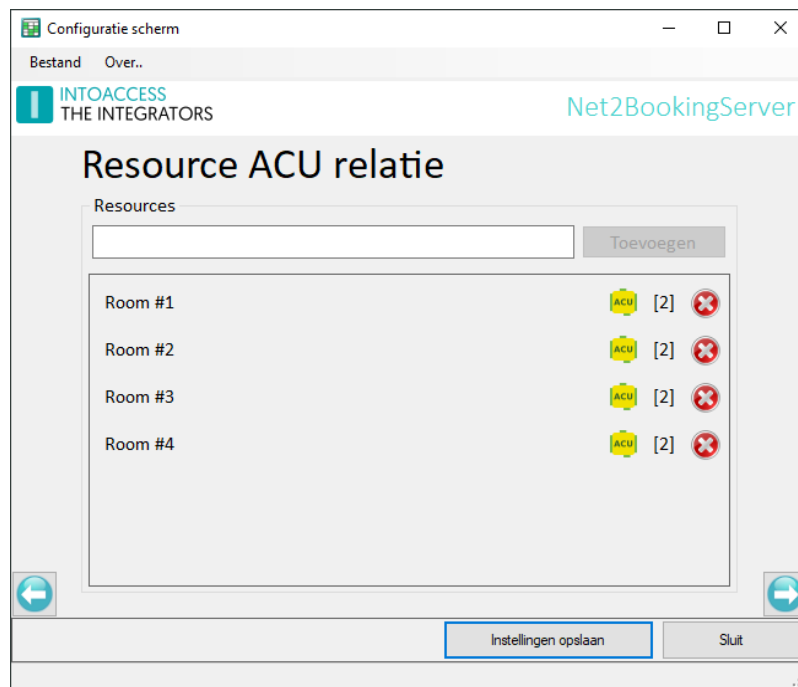 Configuratie scherm
Bestand Over..
INTOACCESS
THE INTEGRATORS
Net2BookingServer
Resource ACU relatie
Resources
Toevoegen
Room #1 ACU [2]
Room #2 ACU [2]
Room #3 ACU [2]
Room #4 ACU [2]
Instellingen opslaan Sluit